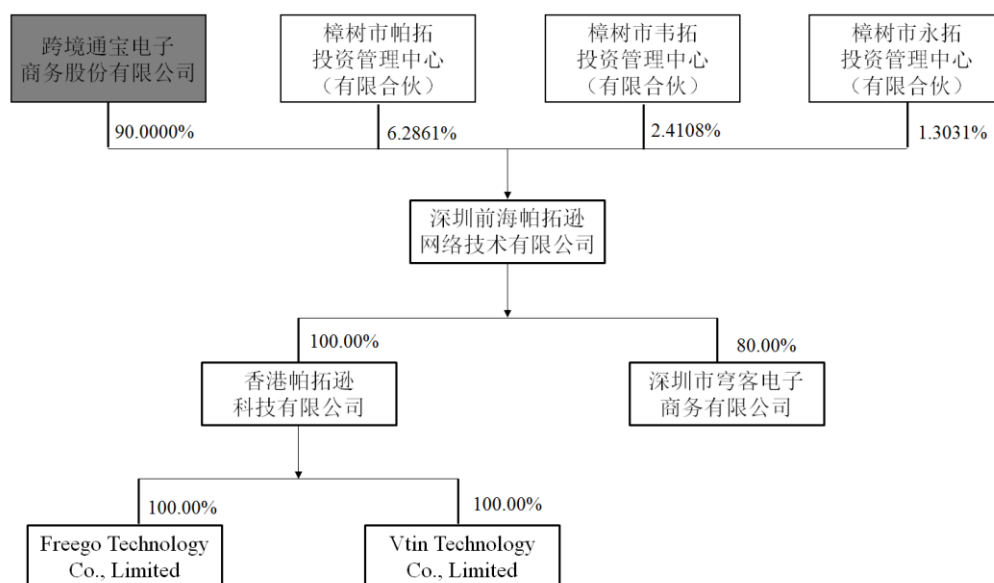 跨境通宝电子
商务股份有限公司
樟树市帕拓
投资管理中心
（有限合伙）
樟树市韦拓
投资管理中心
（有限合伙）
樟树市永拓
投资管理中心
（有限合伙）
90.0000%
6.2861%
2.4108%
1.3031%
深圳前海帕拓逊
网络技术有限公司
100.00%
80.00%
香港帕拓逊
科技有限公司
深圳市穹客电子
商务有限公司
100.00%
100.00%
Freego Technology
Co., Limited
Vtin Technology
Co., Limited